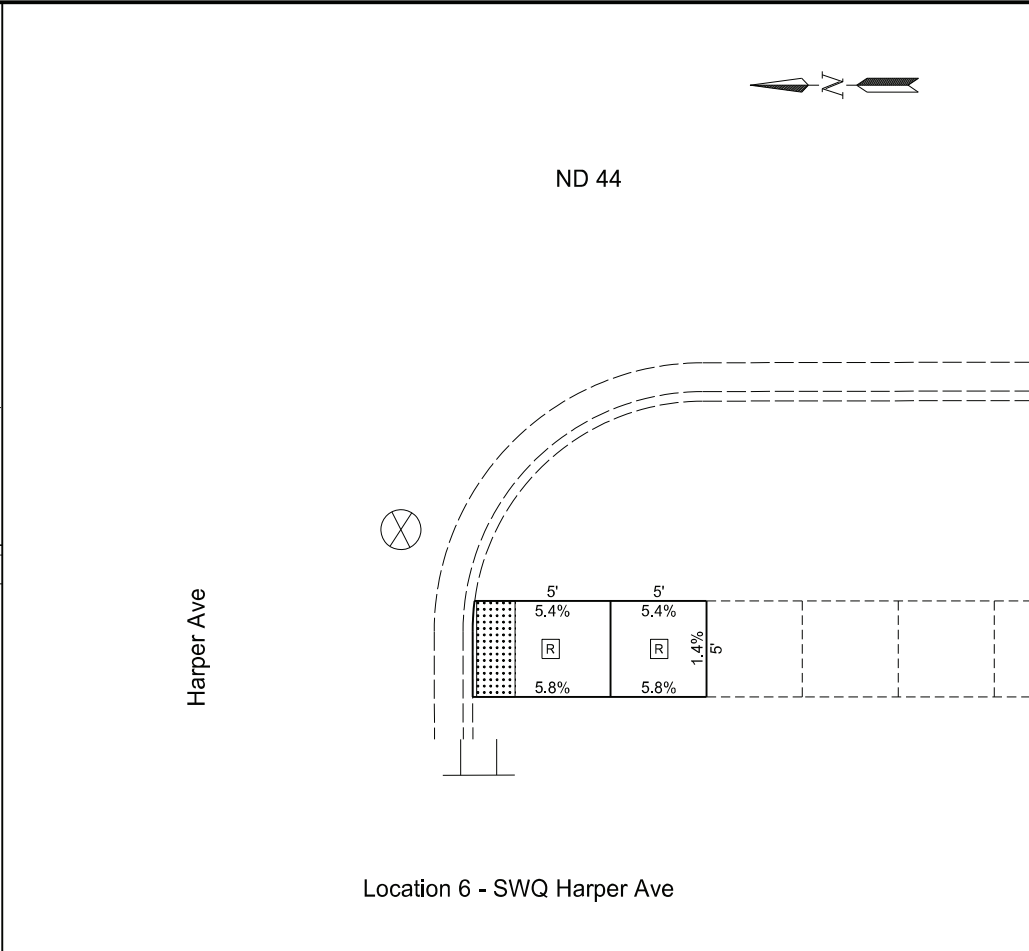 N
ND 44
Harper Ave
5' 5'
5.4% 5.4%
R R
1.4%
5'
5.8% 5.8%
Location 6 - SWQ Harper Ave